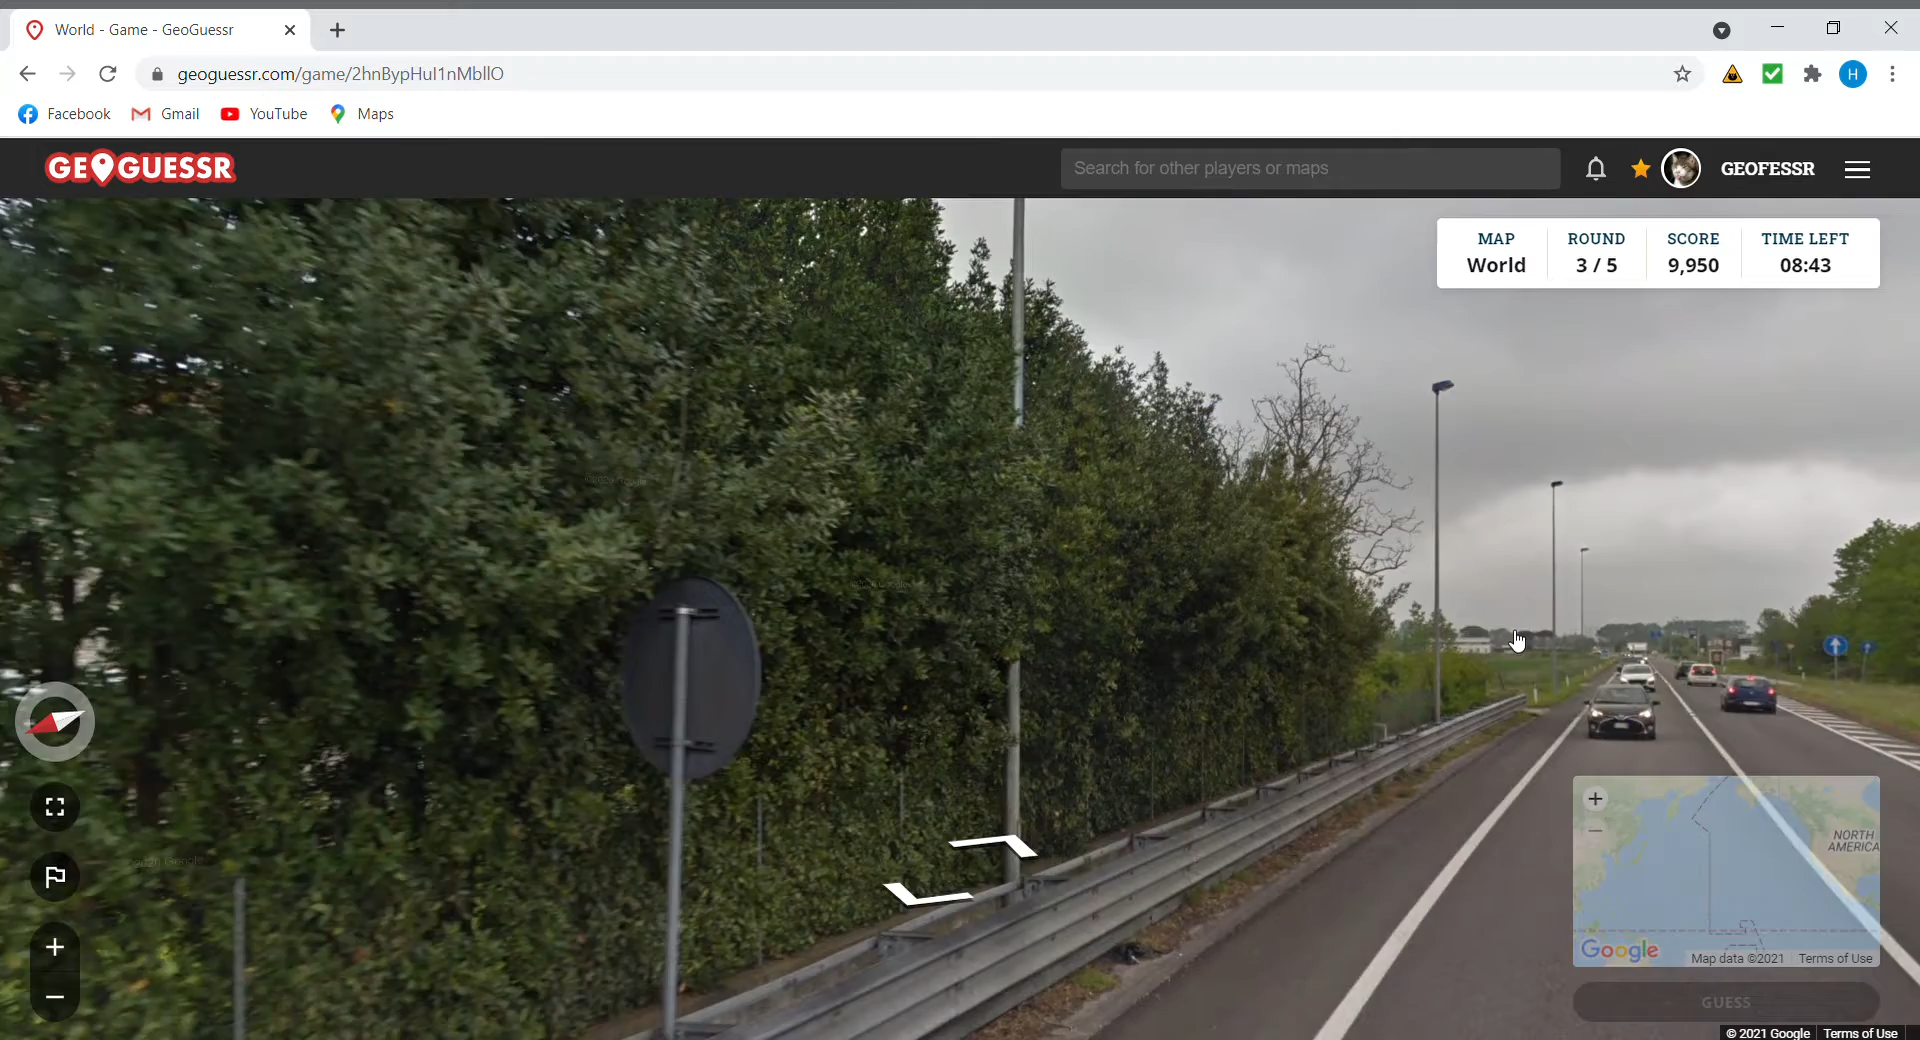 World - Game - GeoGuessr
geoguessr.com/game/2hnBypHul1nMbllO
H
Facebook
Gmail
YouTube
Maps
GEOGUESSR
Search for other players or maps
GEOFESSR
MAP
World
ROUND
3 / 5
SCORE
9,950
TIME LEFT
08:43
NORTH
AMERICA
Google
Map data ©2021
Terms of Use
GUESS
© 2021 Google
Terms of Use